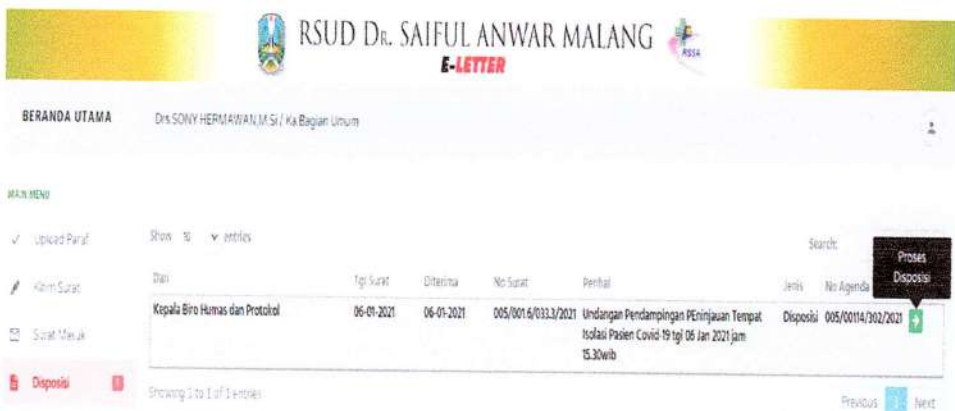 RSUD DR. SAIFUL ANWAR MALANG
E-LETTER
RSSA
BERANDA UTAMA
Drs.SONY HERMAWAN,M.Si / Ka.Bagian Umum
MAIN MENU
Upload Paraf
Show 10 entries
Search:
Proses
Disposisi
Kirim Surat
Dari Tgl Surat Diterima No Surat Perihal Jenis No Agenda
Kepala Biro Humas dan Protokol 06-01-2021 06-01-2021 005/001.6/033.3/2021 Undangan Pendampingan PEninjauan Tempat Disposisi 005/00114/302/2021
Isolasi Pasien Covid-19 tgl 06 Jan 2021 jam
15.30wib
Surat Masuk
Disposisi 1
Showing 1 to 1 of 1 entries
Previous 1 Next